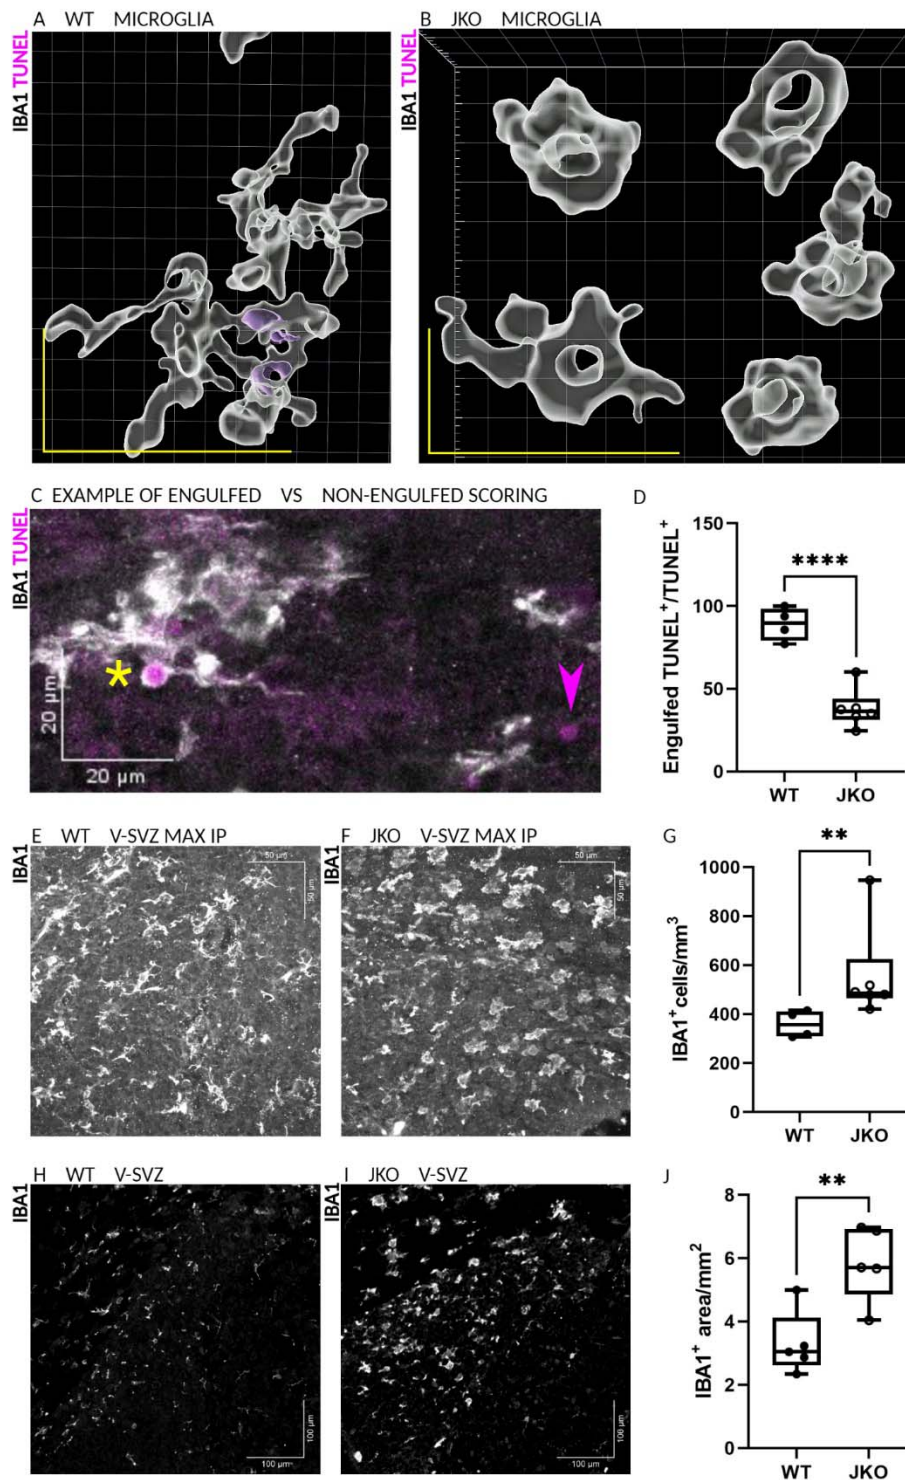 A WT MICROGLIA
IBA1 TUNEL
B JKO MICROGLIA
IBA1 TUNEL
C EXAMPLE OF ENGULFED VS NON-ENGULFED SCORING
IBA1 TUNEL
*
20 µm
20 µm
D
Engulfed TUNEL⁺/TUNEL⁺
150
100
50
0
****
WT JKO
E WT V-SVZ MAX IP
IBA1
50 µm
50 µm
F JKO V-SVZ MAX IP
IBA1
50 µm
50 µm
G
IBA1⁺cells/mm³
1000
800
600
400
200
0
**
WT JKO
H WT V-SVZ
IBA1
100 µm
100 µm
I JKO V-SVZ
IBA1
100 µm
100 µm
J
IBA1⁺ area/mm²
8
6
4
2
0
**
WT JKO